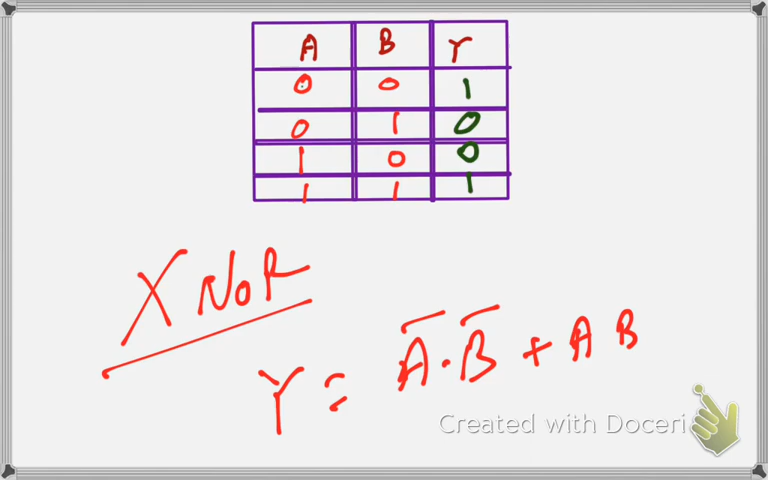 A B Y
0 0 1
0 1 0
1 0 0
1 1 1
XNOR
Y = A̅·B̅ + AB
Created with Doceri